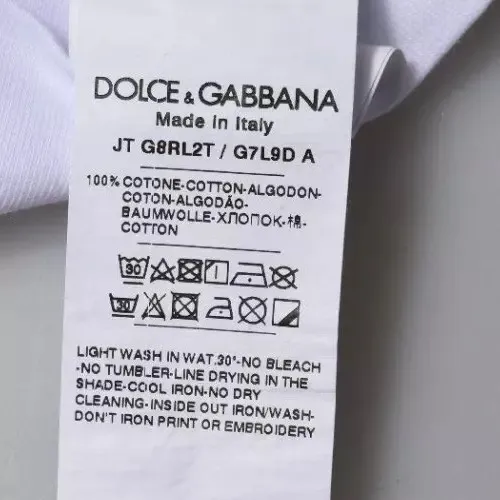 DOLCE & GABBANA
Made in Italy
JT G8RL2T / G7L9D A
100% COTONE-COTTON-ALGODON-
COTON-ALGODÃO-
BAUMWOLLE-ХЛОПОК-棉-
COTTON
30
30
LIGHT WASH IN WAT.30°-NO BLEACH
-NO TUMBLER-LINE DRYING IN THE
SHADE-COOL IRON-NO DRY
CLEANING-INSIDE OUT IRON/WASH-
DON'T IRON PRINT OR EMBROIDERY